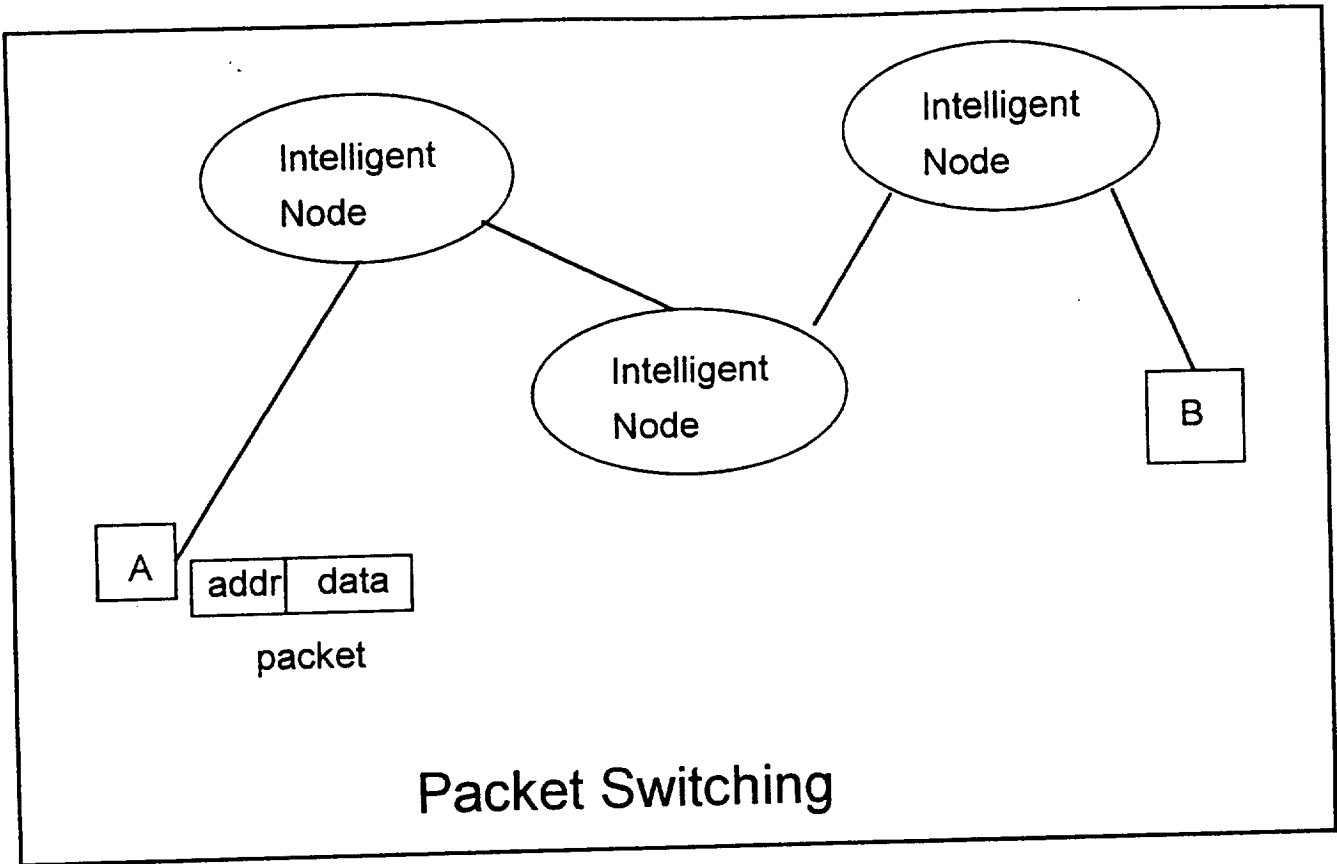 Intelligent
Node
Intelligent
Node
Intelligent
Node
B
A
addr data
packet
Packet Switching